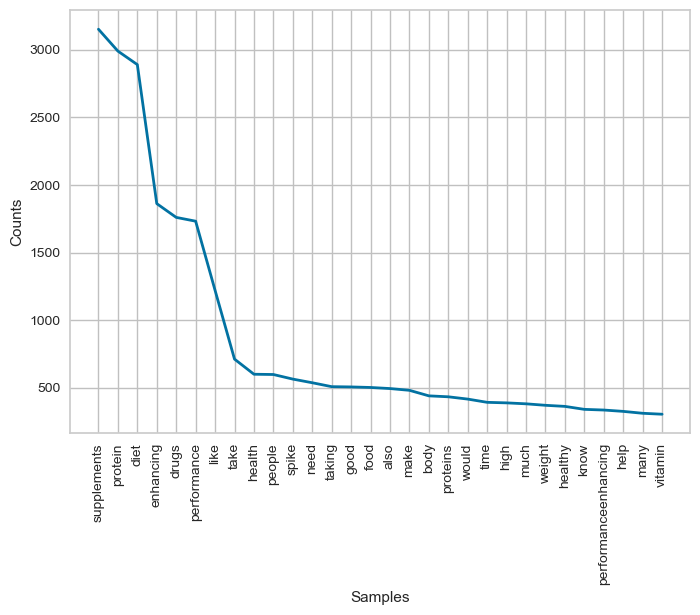 3000
2500
2000
1500
1000
500
Counts
supplements
protein
diet
enhancing
drugs
performance
like
take
health
people
spike
need
taking
good
food
also
make
body
proteins
would
time
high
much
weight
healthy
know
performanceenhancing
help
many
vitamin
Samples